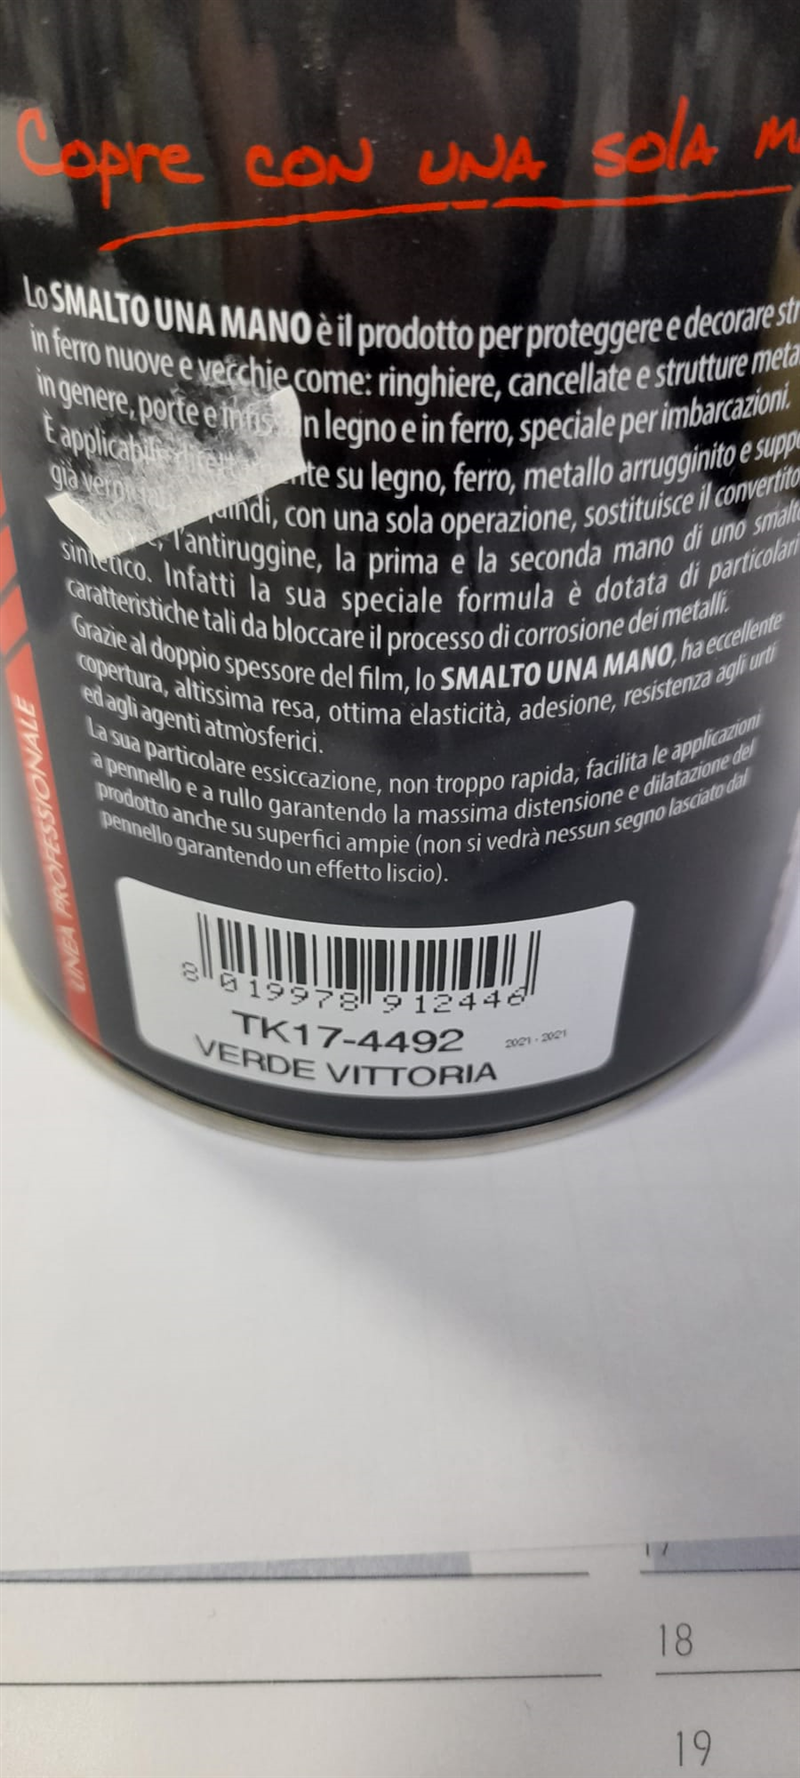 Copre CON UNA SOLA
Lo SMALTO UNA MANO è il prodotto per proteggere e decorare
in ferro nuove e vecchie come: ringhiere, cancellate e strutture
in genere, porte e in legno e in ferro, speciale per imbarcazioni.
È su legno, ferro, metallo arrugginito e
già con una sola operazione, sostituisce il
l'antiruggine, la prima e la seconda mano di uno smalto
sintetico. Infatti la sua speciale formula è dotata di particolari
caratteristiche tali da bloccare il processo di corrosione dei metalli.
Grazie al doppio spessore del film, lo SMALTO UNA MANO, ha eccellente
copertura, altissima resa, ottima elasticità, adesione, resistenza agli urti
ed agli agenti atmosferici.
La sua particolare essiccazione, non troppo rapida, facilita le applicazioni
a pennello e a rullo garantendo la massima distensione e dilatazione del
prodotto anche su superfici ampie (non si vedrà nessun segno lasciato dal
pennello garantendo un effetto liscio).
LINEA PROFESSIONALE
8 019978 912446
TK17-4492
2021-2021
VERDE VITTORIA
17
18
19